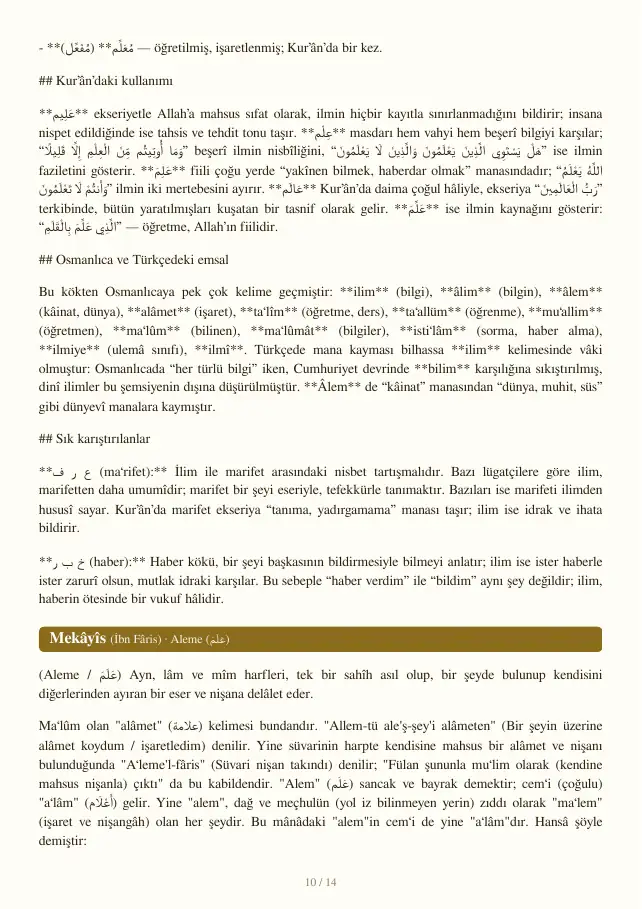 - **مُعَلَّم** (مُفَعَّل)** — öğretilmiş, işaretlenmiş; Kur’ân’da bir kez.
## Kur’ân’daki kullanımı
**عَلِيم** ekseriyetle Allah’a mahsus sıfat olarak, ilmin hiçbir kayıtla sınırlanmadığını bildirir; insana
nispet edildiğinde ise tahsis ve tehdit tonu taşır. **عِلْم** masdarı hem vahyi hem beşerî bilgiyi karşılar;
“وَمَا أُوتِيتُم مِّنَ الْعِلْمِ إِلَّا قَلِيلًا” beşerî ilmin nisbîliğini, “هَلْ يَسْتَوِي الَّذِينَ يَعْلَمُونَ وَالَّذِينَ لَا يَعْلَمُونَ” ise ilmin
faziletini gösterir. **عَلِمَ** fiili çoğu yerde “yakînen bilmek, haberdar olmak” manasındadır; “اللَّهُ يَعْلَمُ
وَأَنتُمْ لَا تَعْلَمُونَ” ilmin iki mertebesini ayırır. **عَالَم** Kur’ân’da daima çoğul hâliyle, ekseriya “رَبُّ الْعَالَمِينَ”
terkibinde, bütün yaratılmışları kuşatan bir tasnif olarak gelir. **عَلَّمَ** ise ilmin kaynağını gösterir:
“الَّذِي عَلَّمَ بِالْقَلَمِ” — öğretme, Allah’ın fiilidir.
## Osmanlıca ve Türkçedeki emsal
Bu kökten Osmanlıcaya pek çok kelime geçmiştir: **ilim** (bilgi), **âlim** (bilgin), **âlem**
(kâinat, dünya), **alâmet** (işaret), **ta‘lîm** (öğretme, ders), **ta‘allüm** (öğrenme), **mu‘allim**
(öğretmen), **ma‘lûm** (bilinen), **ma‘lûmât** (bilgiler), **isti‘lâm** (sorma, haber alma),
**ilmiye** (ulemâ sınıfı), **ilmî**. Türkçede mana kayması bilhassa **ilim** kelimesinde vâki
olmuştur: Osmanlıcada “her türlü bilgi” iken, Cumhuriyet devrinde **bilim** karşılığına sıkıştırılmış,
dinî ilimler bu şemsiyenin dışına düşürülmüştür. **Âlem** de “kâinat” manasından “dünya, muhit, süs”
gibi dünyevî manalara kaymıştır.
## Sık karıştırılanlar
**ع ر ف (ma‘rifet):** İlim ile marifet arasındaki nisbet tartışmalıdır. Bazı lügatçilere göre ilim,
marifetten daha umumîdir; marifet bir şeyi eseriyle, tefekkürle tanımaktır. Bazıları ise marifeti ilimden
hususî sayar. Kur’ân’da marifet ekseriya “tanıma, yadırgamama” manası taşır; ilim ise idrak ve ihata
bildirir.
**خ ب ر (haber):** Haber kökü, bir şeyi başkasının bildirmesiyle bilmeyi anlatır; ilim ise ister haberle
ister zarurî olsun, mutlak idraki karşılar. Bu sebeple “haber verdim” ile “bildim” aynı şey değildir; ilim,
haberin ötesinde bir vukuf hâlidir.
Mekâyîs (İbn Fâris) · Aleme (علم)
(Aleme / عَلَمَ) Ayn, lâm ve mîm harfleri, tek bir sahîh asıl olup, bir şeyde bulunup kendisini
diğerlerinden ayıran bir eser ve nişana delâlet eder.
Ma‘lûm olan "alâmet" (علامة) kelimesi bundandır. "Allem-tü ale'ş-şey'i alâmeten" (Bir şeyin üzerine
alâmet koydum / işaretledim) denilir. Yine süvarinin harpte kendisine mahsus bir alâmet ve nişanı
bulunduğunda "A‘leme'l-fâris" (Süvari nişan takındı) denilir; "Fülan şununla mu‘lim olarak (kendine
mahsus nişanla) çıktı" da bu kabildendir. "Alem" (عَلَم) sancak ve bayrak demektir; cem‘i (çoğulu)
"a‘lâm" (أَعْلَام) gelir. Yine "alem", dağ ve meçhulün (yol iz bilinmeyen yerin) zıddı olarak "ma‘lem"
(işaret ve nişangâh) olan her şeydir. Bu mânâdaki "alem"in cem‘i de yine "a‘lâm"dır. Hansâ şöyle
demiştir:
10 / 14